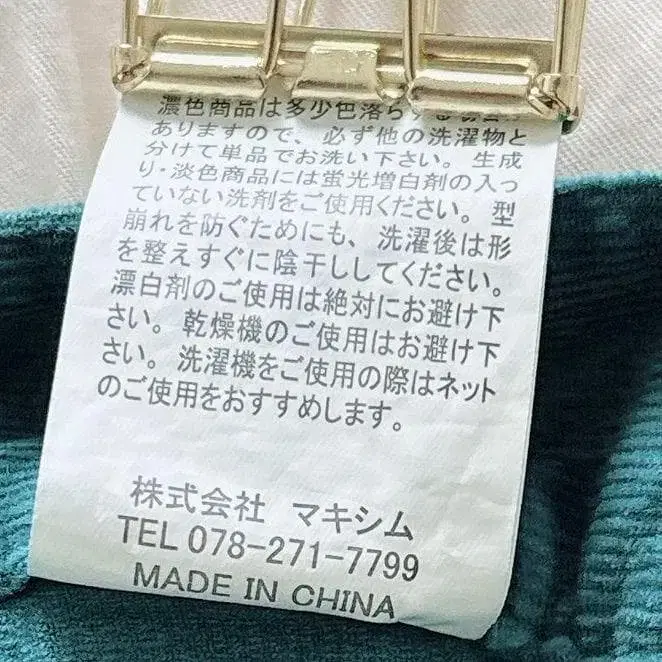 濃色商品は多少色落ちする場合が
ありますので、必ず他の洗濯物と
分けて単品でお洗い下さい。生成
り・淡色商品には蛍光増白剤の入っ
ていない洗剤をご使用ください。型
崩れを防ぐためにも、洗濯後は形
を整えすぐに陰干ししてください。
漂白剤のご使用は絶対にお避け下
さい。乾燥機のご使用はお避け下
さい。洗濯機をご使用の際はネット
のご使用をおすすめします。
株式会社 マキシム
TEL 078-271-7799
MADE IN CHINA